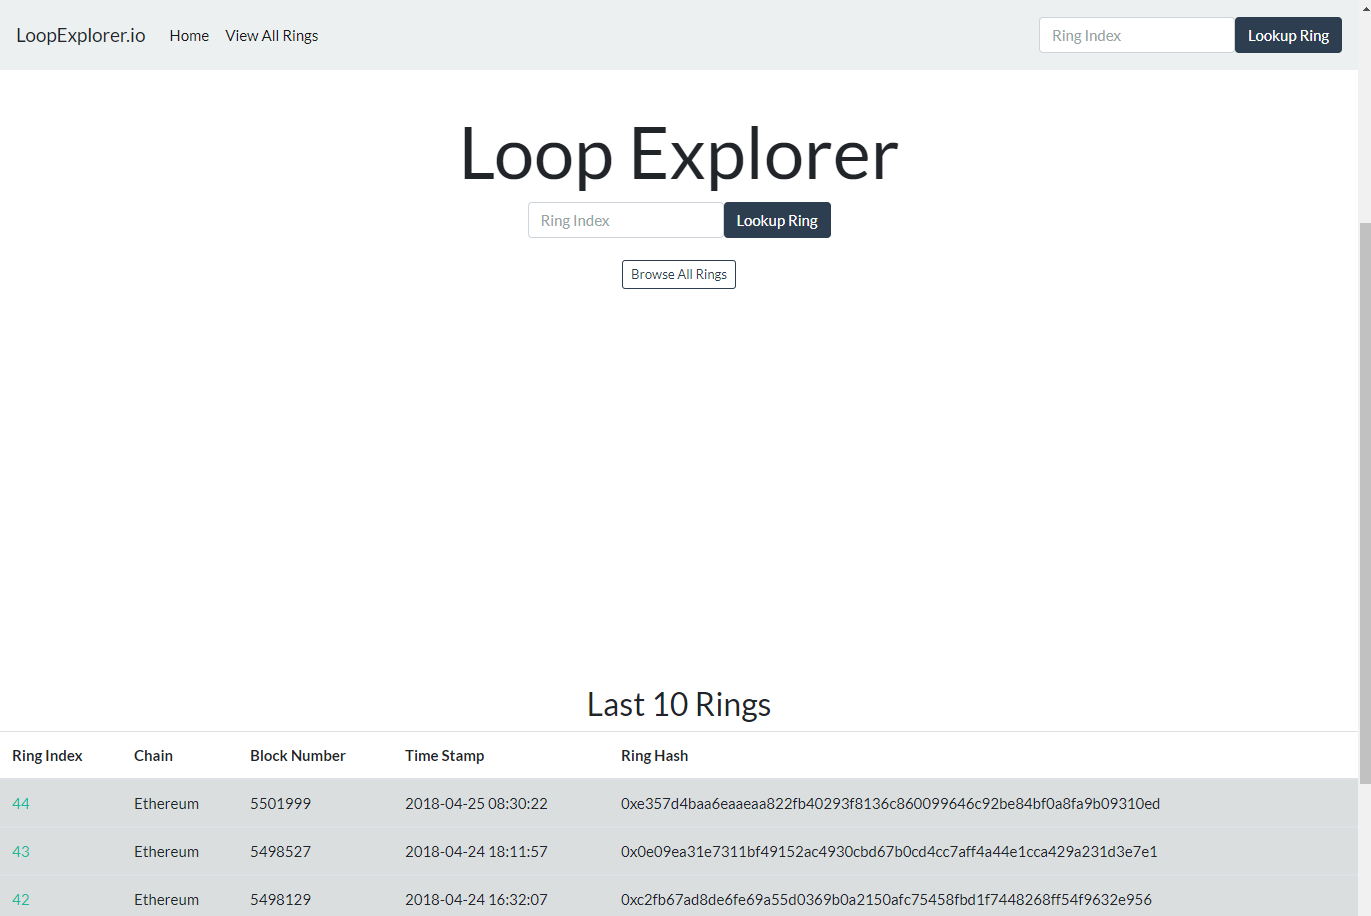 LoopExplorer.io Home View All Rings Ring Index Lookup Ring
Loop Explorer
Ring Index Lookup Ring
Browse All Rings
Last 10 Rings
Ring Index Chain Block Number Time Stamp Ring Hash
44 Ethereum 5501999 2018-04-25 08:30:22 0xe357d4baa6eaaeaa822fb40293f8136c860099646c92be84bf0a8fa9b09310ed
43 Ethereum 5498527 2018-04-24 18:11:57 0x0e09ea31e7311bf49152ac4930cbd67b0cd4cc7aff4a44e1cca429a231d3e7e1
42 Ethereum 5498129 2018-04-24 16:32:07 0xc2fb67ad8de6fe69a55d0369b0a2150afc75458fbd1f7448268ff54f9632e956